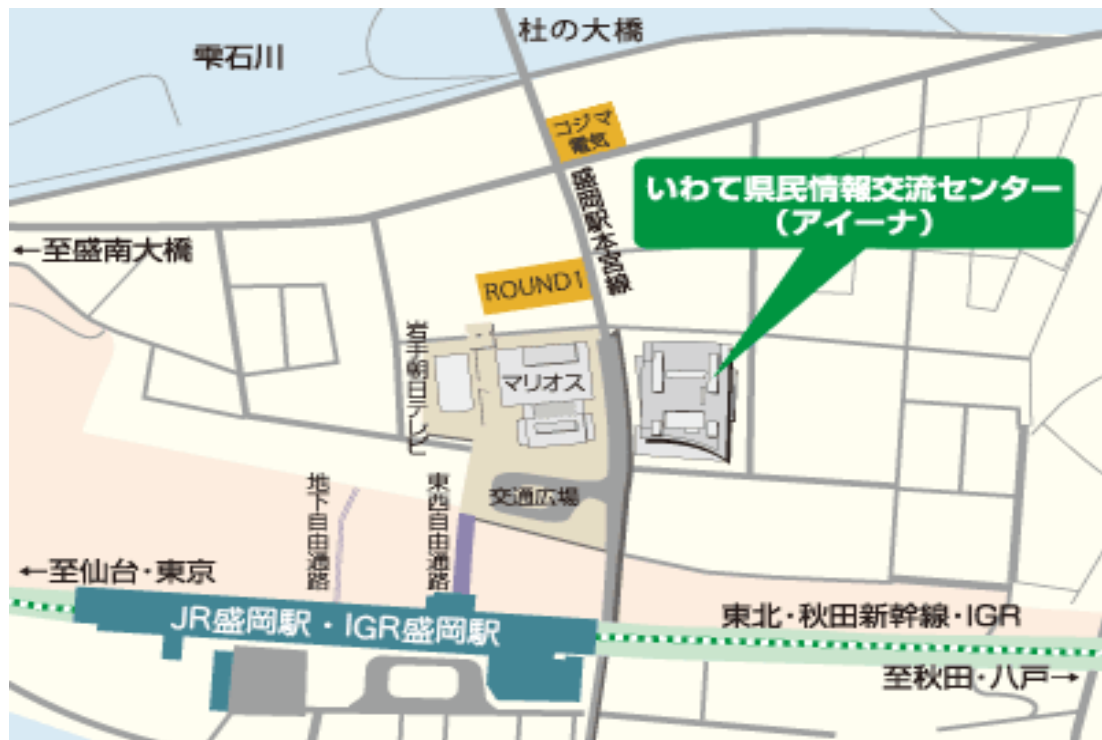 杜の大橋
雫石川
コジマ
電気
いわて県民情報交流センター
（アイーナ）
盛岡駅本宮線
←至盛南大橋
ROUND1
岩手朝日テレビ
マリオス
交通広場
地下自由通路
東西自由通路
←至仙台・東京
JR盛岡駅・IGR盛岡駅
東北・秋田新幹線・IGR
至秋田・八戸→